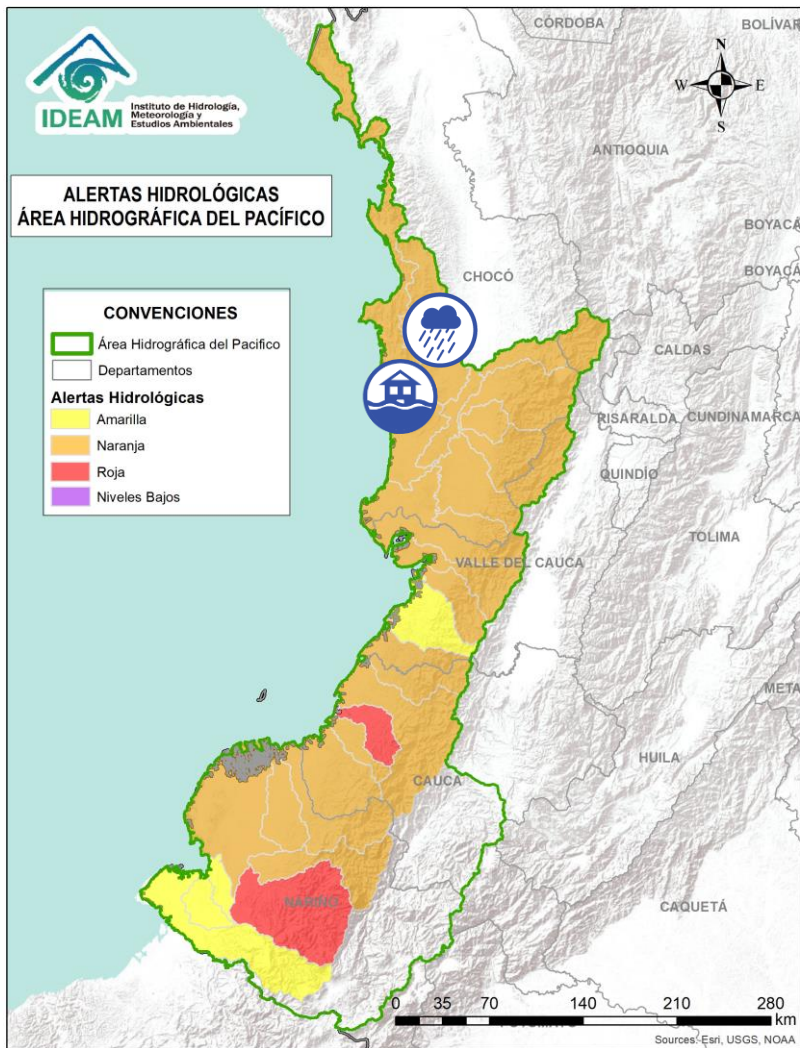 IDEAM
Instituto de Hidrología,
Meteorología y
Estudios Ambientales
ALERTAS HIDROLÓGICAS
ÁREA HIDROGRÁFICA DEL PACÍFICO
CONVENCIONES
Área Hidrográfica del Pacifico
Departamentos
Alertas Hidrológicas
Amarilla
Naranja
Roja
Niveles Bajos
N
W
E
S
CÓRDOBA
BOLÍVAR
ANTIOQUIA
BOYACÁ
BOYACÁ
CHOCÓ
CALDAS
RISARALDA
CUNDINAMARCA
QUINDÍO
TOLIMA
VALLE DEL CAUCA
META
HUILA
CAUCA
NARIÑO
CAQUETÁ
0 35 70 140 210 280
km
Sources: Esri, USGS, NOAA